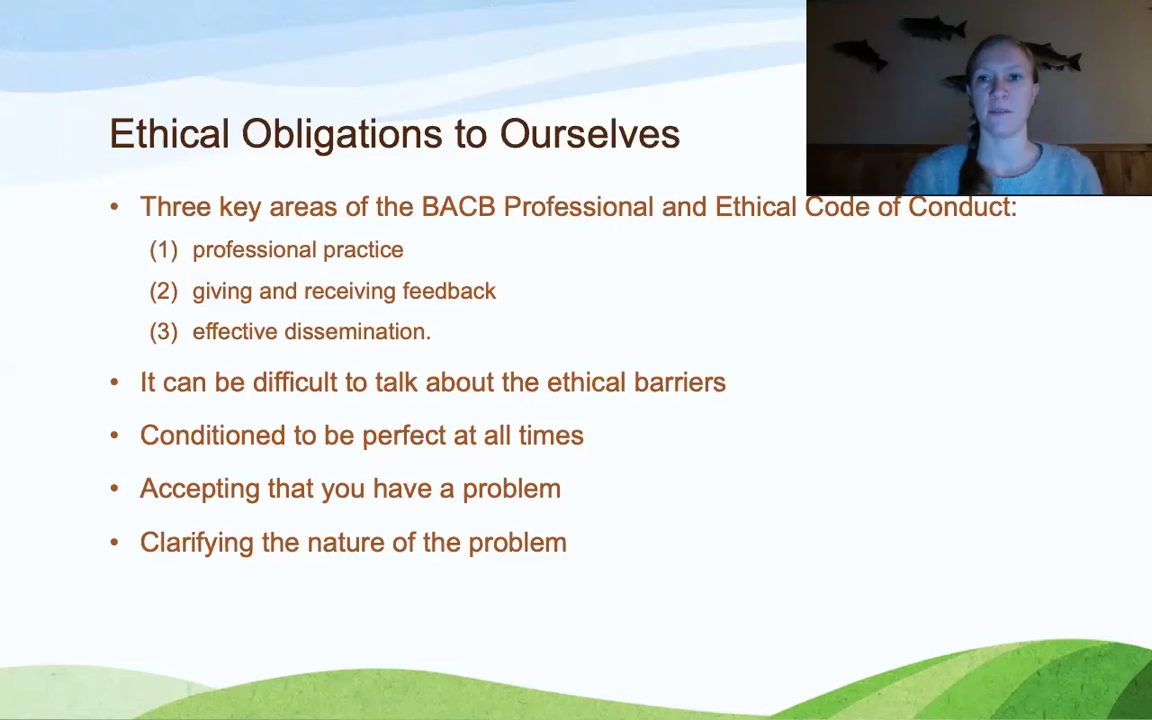 Ethical Obligations to Ourselves
• Three key areas of the BACB Professional and Ethical Code of Conduct:
(1) professional practice
(2) giving and receiving feedback
(3) effective dissemination.
• It can be difficult to talk about the ethical barriers
• Conditioned to be perfect at all times
• Accepting that you have a problem
• Clarifying the nature of the problem